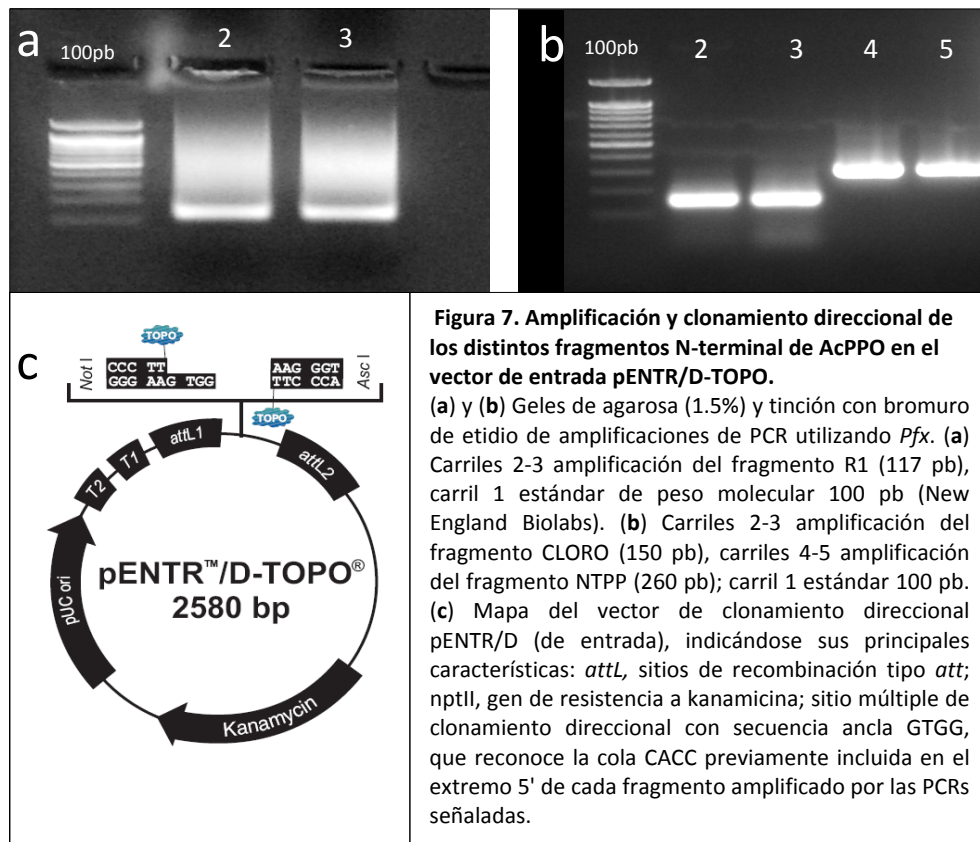 a
100pb
2
3
b
100pb
2
3
4
5
c
TOPO
Not I
CCC TT
GGG AAG TGG
AAG GGT
TTC CCA
Asc I
TOPO
attL1
attL2
T1
T2
pUC ori
pENTR™/D-TOPO®
2580 bp
Kanamycin
Figura 7. Amplificación y clonamiento direccional de
los distintos fragmentos N-terminal de AcPPO en el
vector de entrada pENTR/D-TOPO.
(a) y (b) Geles de agarosa (1.5%) y tinción con bromuro
de etidio de amplificaciones de PCR utilizando Pfx. (a)
Carriles 2-3 amplificación del fragmento R1 (117 pb),
carril 1 estándar de peso molecular 100 pb (New
England Biolabs). (b) Carriles 2-3 amplificación del
fragmento CLORO (150 pb), carriles 4-5 amplificación
del fragmento NTPP (260 pb); carril 1 estándar 100 pb.
(c) Mapa del vector de clonamiento direccional
pENTR/D (de entrada), indicándose sus principales
características: attL, sitios de recombinación tipo att;
nptII, gen de resistencia a kanamicina; sitio múltiple de
clonamiento direccional con secuencia ancla GTGG,
que reconoce la cola CACC previamente incluida en el
extremo 5' de cada fragmento amplificado por las PCRs
señaladas.